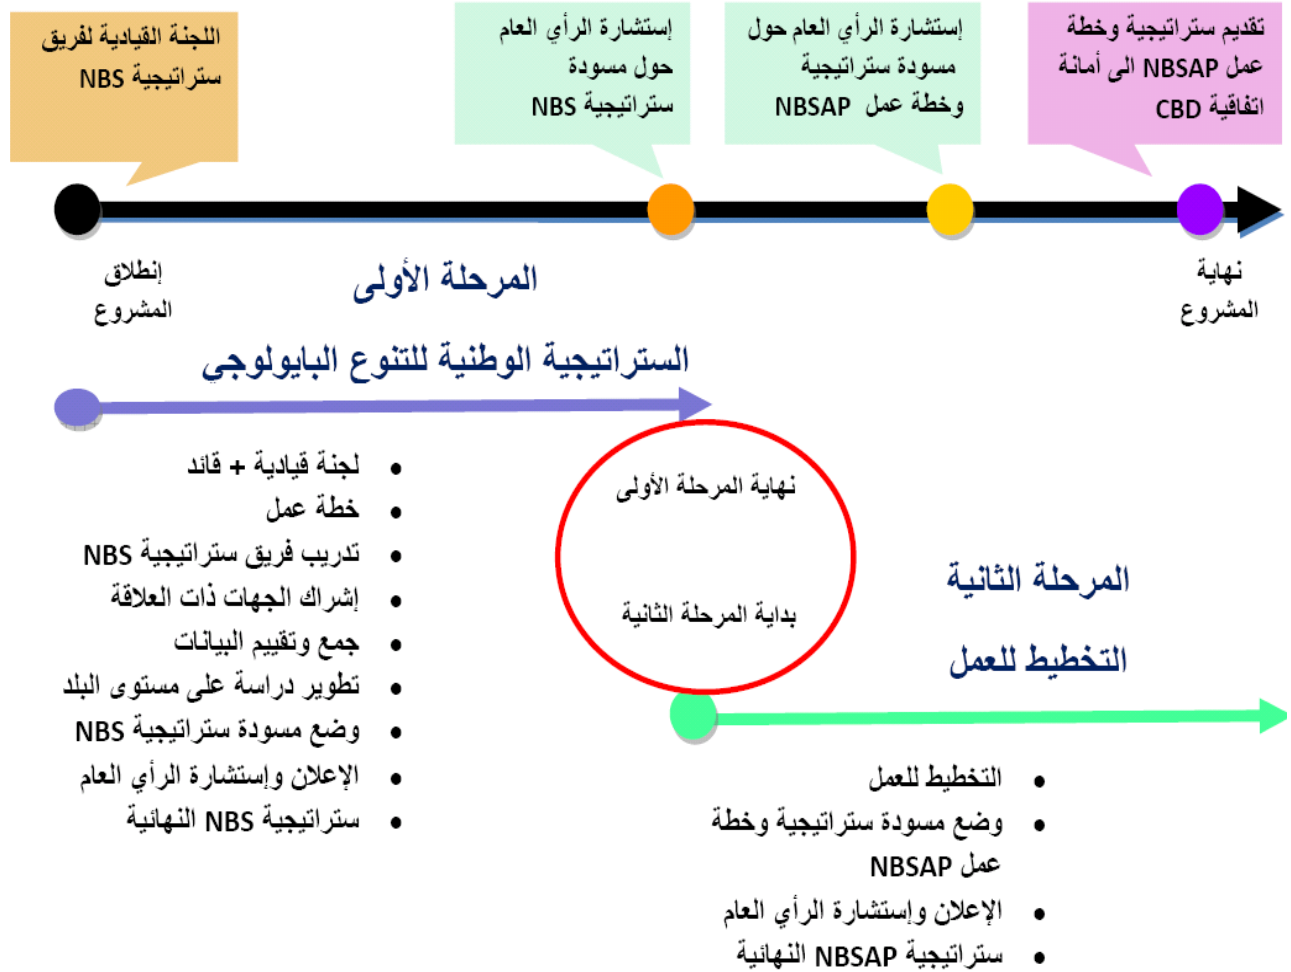 اللجنة القيادية لفريق
ستراتيجية NBS
إستشارة الرأي العام
حول مسودة
ستراتيجية NBS
إستشارة الرأي العام حول
مسودة ستراتيجية
وخطة عمل NBSAP
تقديم ستراتيجية وخطة
عمل NBSAP الى أمانة
اتفاقية CBD
إنطلاق
المشروع
نهاية
المشروع
المرحلة الأولى
الستراتيجية الوطنية للتنوع البايولوجي
• لجنة قيادية + قائد
• خطة عمل
• تدريب فريق ستراتيجية NBS
• إشراك الجهات ذات العلاقة
• جمع وتقييم البيانات
• تطوير دراسة على مستوى البلد
• وضع مسودة ستراتيجية NBS
• الإعلان وإستشارة الرأي العام
• ستراتيجية NBS النهائية
نهاية المرحلة الأولى
بداية المرحلة الثانية
المرحلة الثانية
التخطيط للعمل
• التخطيط للعمل
• وضع مسودة ستراتيجية وخطة
عمل NBSAP
• الإعلان وإستشارة الرأي العام
• ستراتيجية NBSAP النهائية